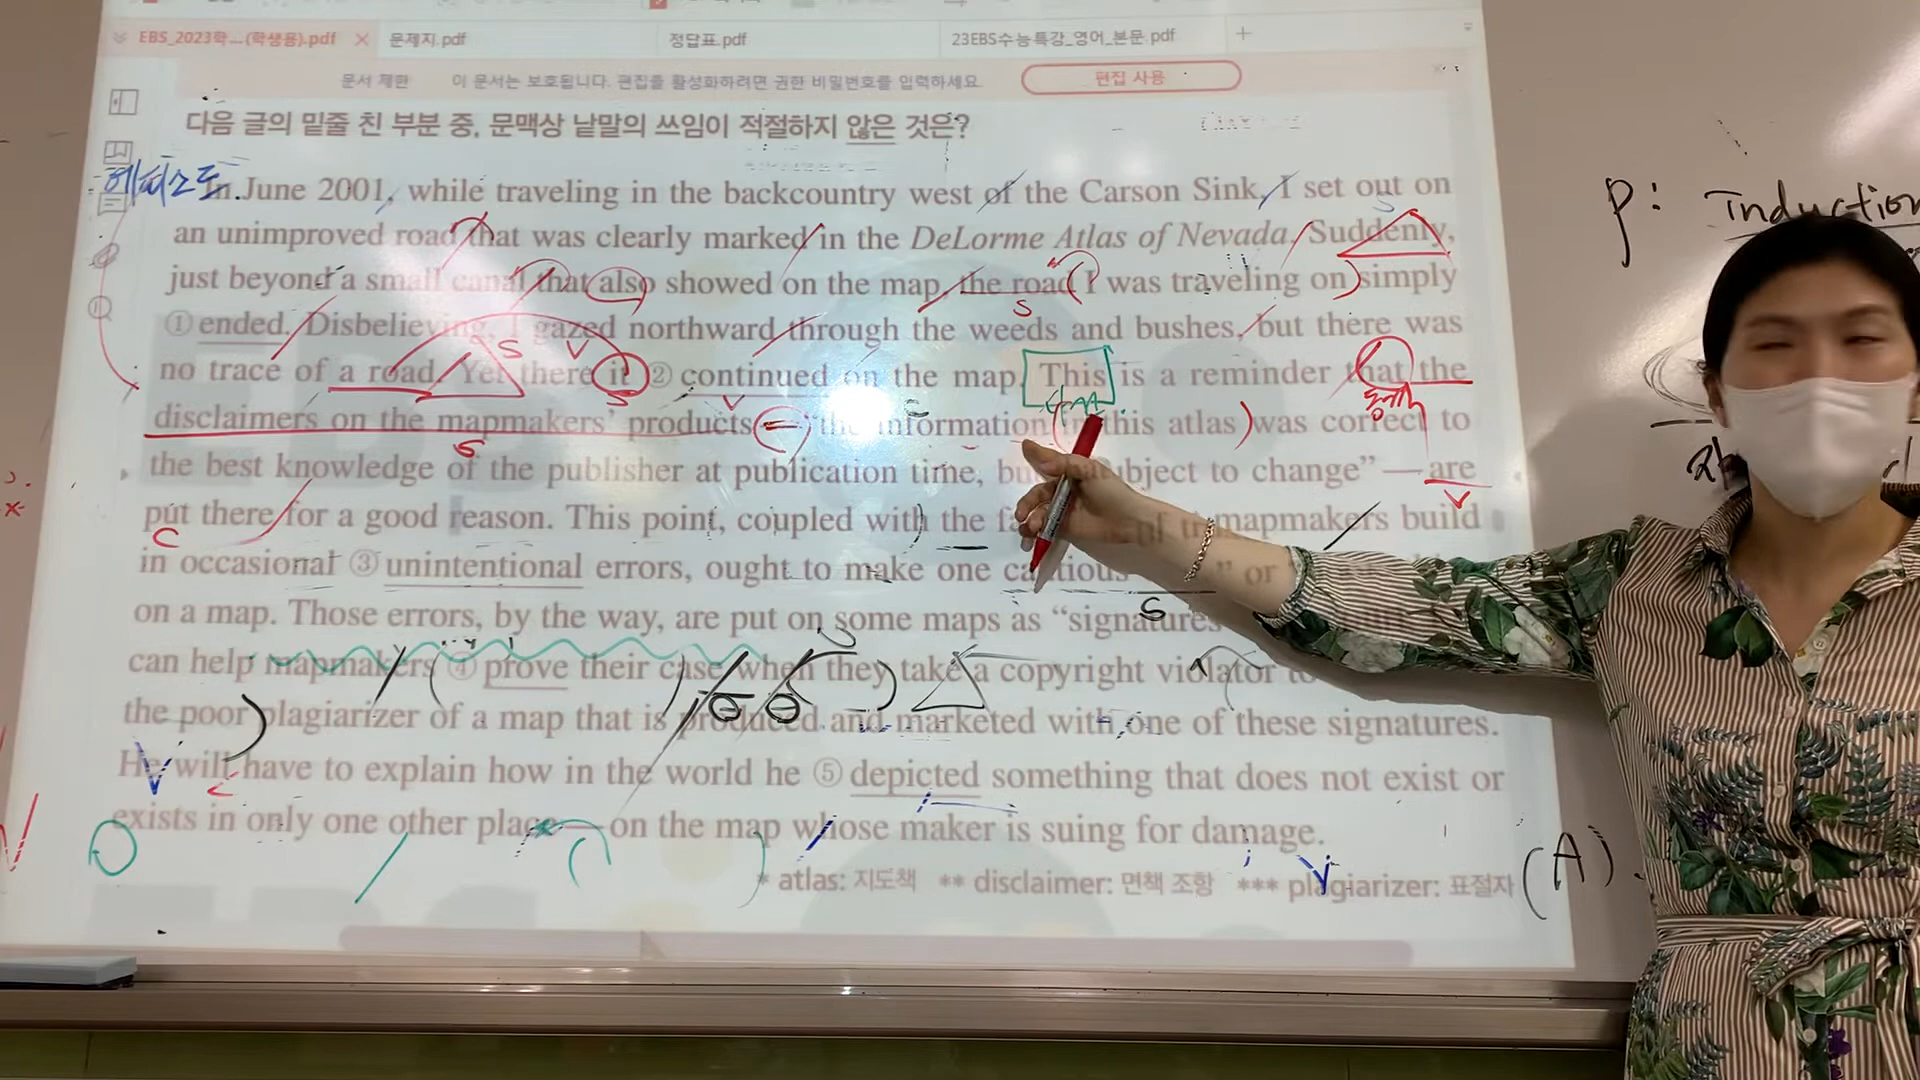 EBS_2023학...(학생용).pdf × 문제지.pdf 정답표.pdf 23EBS수능특강_영어_본문.pdf +
문서 제한 이 문서는 보호됩니다. 편집을 활성화하려면 권한 비밀번호를 입력하세요. 편집 사용
다음 글의 밑줄 친 부분 중, 문맥상 낱말의 쓰임이 적절하지 않은 것은?
에피소드
In June 2001, while traveling in the backcountry west of the Carson Sink, I set out on
an unimproved road that was clearly marked in the DeLorme Atlas of Nevada. Suddenly,
just beyond a small canal that also showed on the map, the road I was traveling on simply
① ended. Disbelieving, I gazed northward through the weeds and bushes, but there was
no trace of a road. Yet there it ② continued on the map. This is a reminder that the
disclaimers on the mapmakers' products — "the information in this atlas was correct to
the best knowledge of the publisher at publication time, but subject to change" — are
put there for a good reason. This point, coupled with the mapmakers build
in occasional ③ unintentional errors, ought to make one cautious or
on a map. Those errors, by the way, are put on some maps as "signatures
can help mapmakers ④ prove their case when they take a copyright violator
the poor plagiarizer of a map that is produced and marketed with one of these signatures.
He will have to explain how in the world he ⑤ depicted something that does not exist or
exists in only one other place — on the map whose maker is suing for damage.
* atlas: 지도책 ** disclaimer: 면책 조항 *** plagiarizer: 표절자
P: Induction
(A)